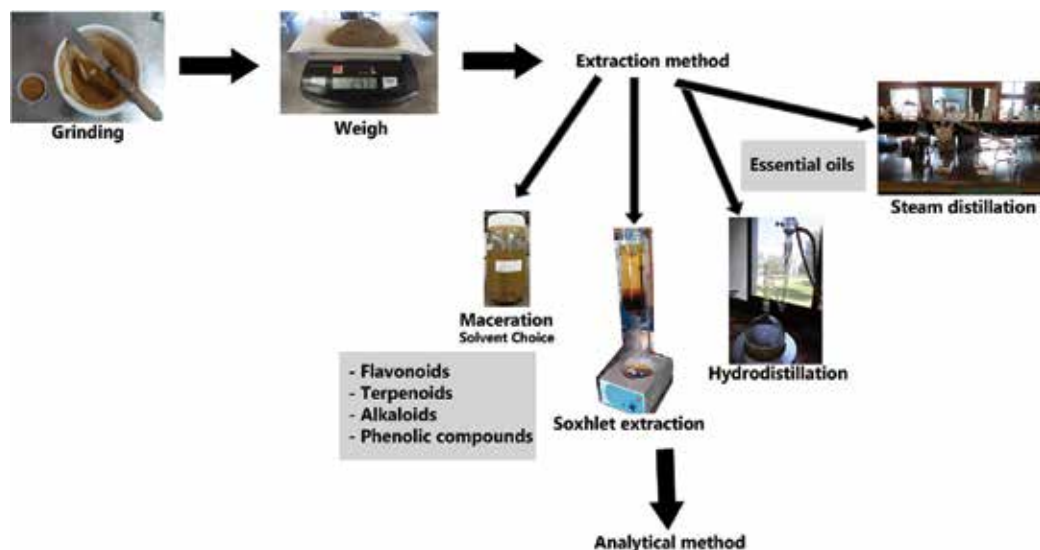 Grinding
Weigh
Extraction method
Essential oils
Steam distillation
Maceration
Solvent Choice
- Flavonoids
- Terpenoids
- Alkaloids
- Phenolic compounds
Soxhlet extraction
Hydrodistillation
Analytical method